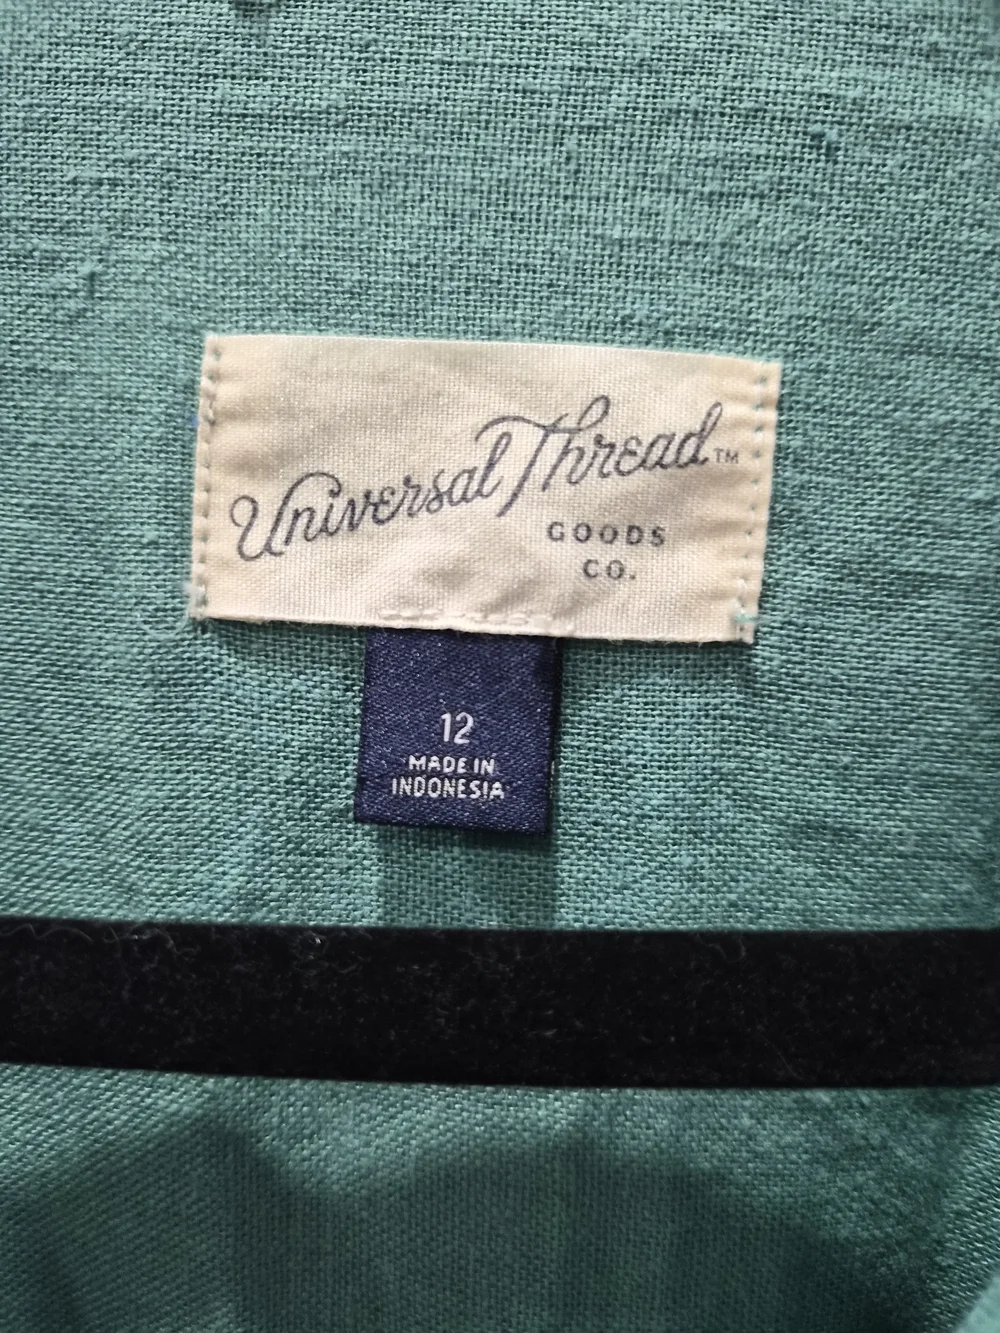 Universal Thread™
GOODS
CO.
12
MADE IN
INDONESIA